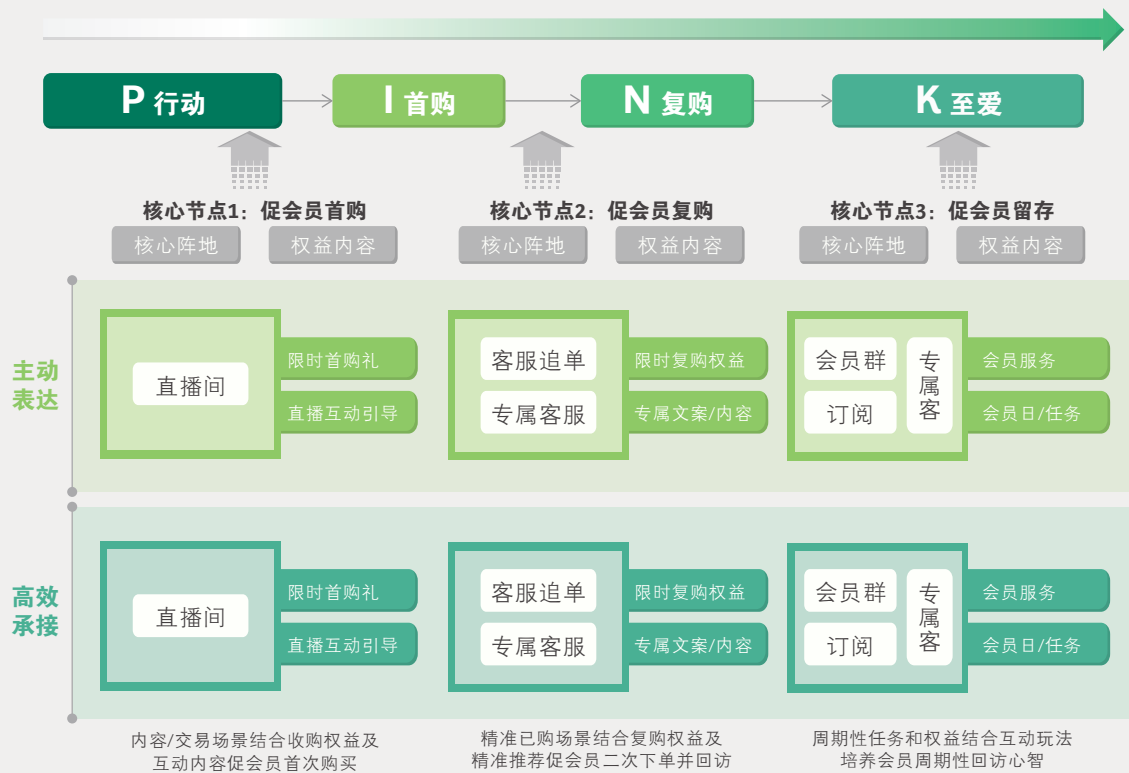 P 行动
I 首购
N 复购
K 至爱
核心节点1：促会员首购
核心阵地
权益内容
核心节点2：促会员复购
核心阵地
权益内容
核心节点3：促会员留存
核心阵地
权益内容
主动
表达
直播间
限时首购礼
直播互动引导
客服追单
专属客服
限时复购权益
专属文案/内容
会员群
订阅
专
属
客
会员服务
会员日/任务
高效
承接
直播间
限时首购礼
直播互动引导
客服追单
专属客服
限时复购权益
专属文案/内容
会员群
订阅
专
属
客
会员服务
会员日/任务
内容/交易场景结合收购权益及
互动内容促会员首次购买
精准已购场景结合复购权益及
精准推荐促会员二次下单并回访
周期性任务和权益结合互动玩法
培养会员周期性回访心智